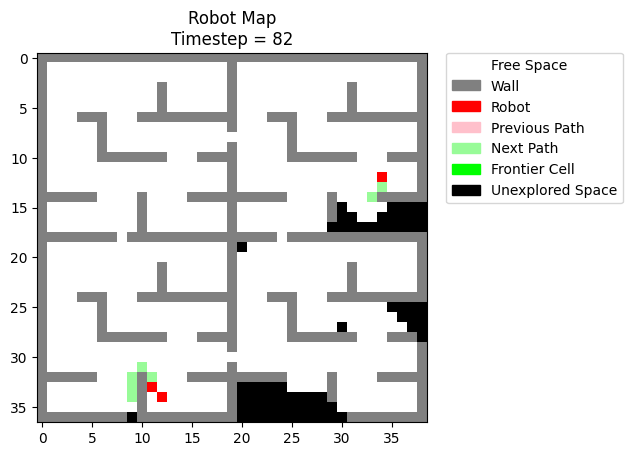 Robot Map
Timestep = 82
0
5
10
15
20
25
30
35
0
5
10
15
20
25
30
35
Free Space
Wall
Robot
Previous Path
Next Path
Frontier Cell
Unexplored Space